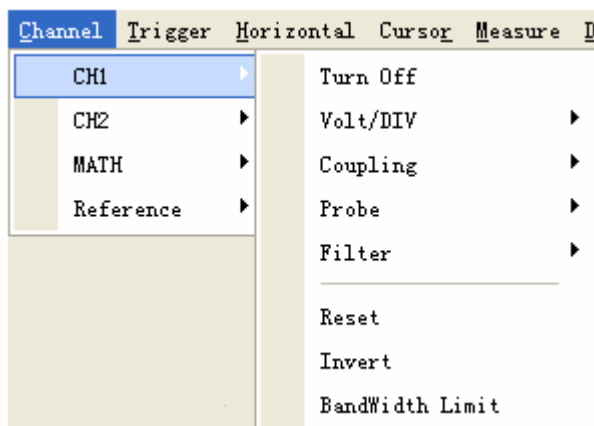 Channel Trigger Horizontal Cursor Measure D
CH1
CH2
MATH
Reference
Turn Off
Volt/DIV
Coupling
Probe
Filter
Reset
Invert
BandWidth Limit